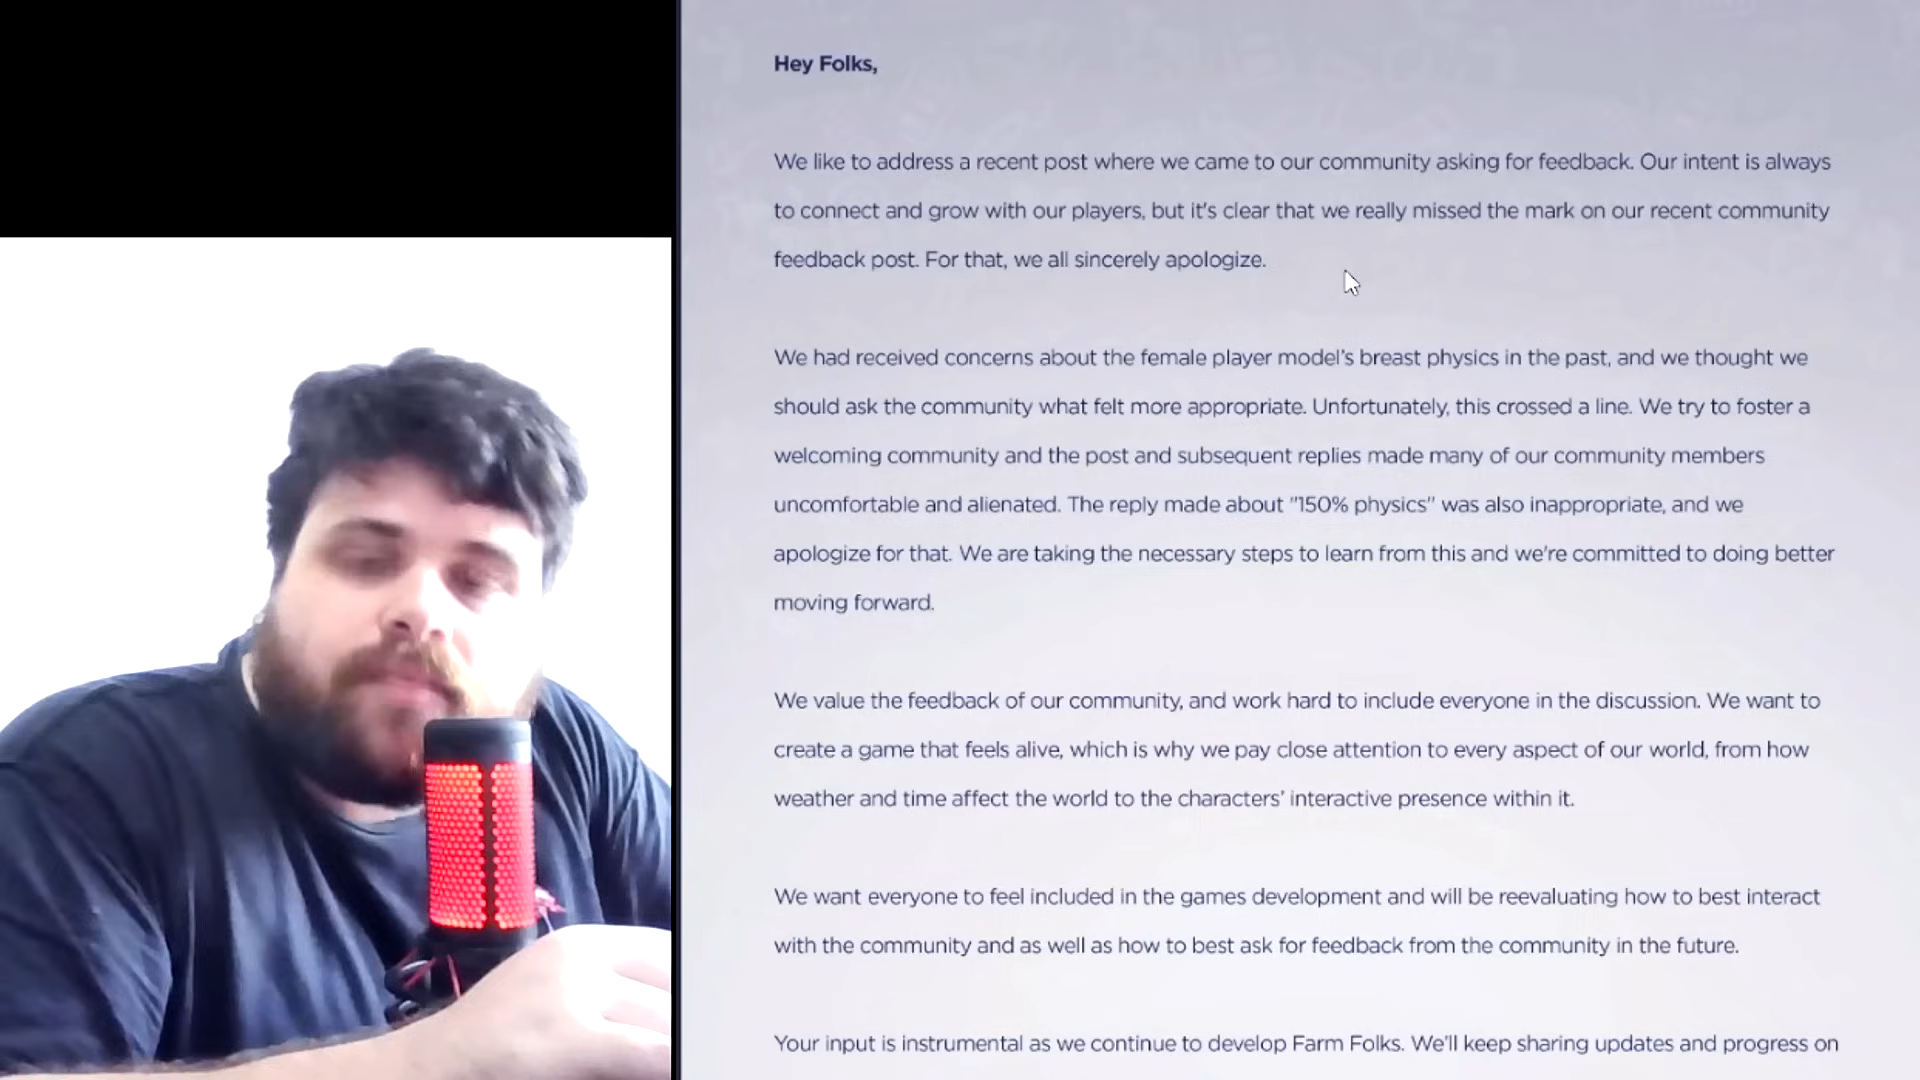 Hey Folks,
We like to address a recent post where we came to our community asking for feedback. Our intent is always
to connect and grow with our players, but it's clear that we really missed the mark on our recent community
feedback post. For that, we all sincerely apologize.
We had received concerns about the female player model's breast physics in the past, and we thought we
should ask the community what felt more appropriate. Unfortunately, this crossed a line. We try to foster a
welcoming community and the post and subsequent replies made many of our community members
uncomfortable and alienated. The reply made about "150% physics" was also inappropriate, and we
apologize for that. We are taking the necessary steps to learn from this and we're committed to doing better
moving forward.
We value the feedback of our community, and work hard to include everyone in the discussion. We want to
create a game that feels alive, which is why we pay close attention to every aspect of our world, from how
weather and time affect the world to the characters' interactive presence within it.
We want everyone to feel included in the games development and will be reevaluating how to best interact
with the community and as well as how to best ask for feedback from the community in the future.
Your input is instrumental as we continue to develop Farm Folks. We'll keep sharing updates and progress on